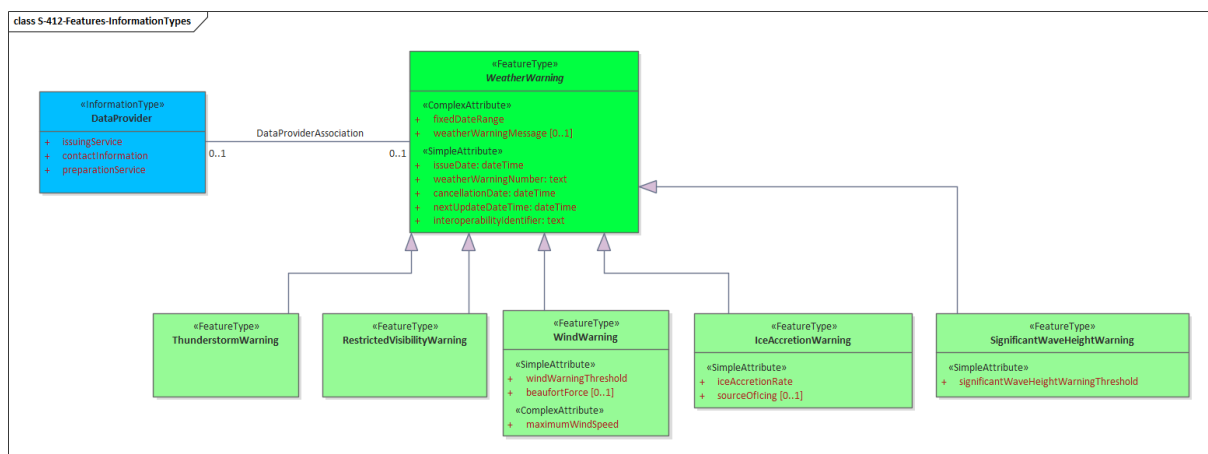 class S-412-Features-InformationTypes
«FeatureType»
WeatherWarning
«ComplexAttribute»
+ fixedDateRange
+ weatherWarningMessage [0..1]
«SimpleAttribute»
+ issueDate: dateTime
+ weatherWarningNumber: text
+ cancellationDate: dateTime
+ nextUpdateDateTime: dateTime
+ interoperabilityIdentifier: text
«InformationType»
DataProvider
+ issuingService
+ contactInformation
+ preparationService
DataProviderAssociation
0..1
0..1
«FeatureType»
ThunderstormWarning
«FeatureType»
RestrictedVisibilityWarning
«FeatureType»
WindWarning
«SimpleAttribute»
+ windWarningThreshold
+ beaufortForce [0..1]
«ComplexAttribute»
+ maximumWindSpeed
«FeatureType»
IceAccretionWarning
«SimpleAttribute»
+ iceAccretionRate
+ sourceOfIcing [0..1]
«FeatureType»
SignificantWaveHeightWarning
«SimpleAttribute»
+ significantWaveHeightWarningThreshold